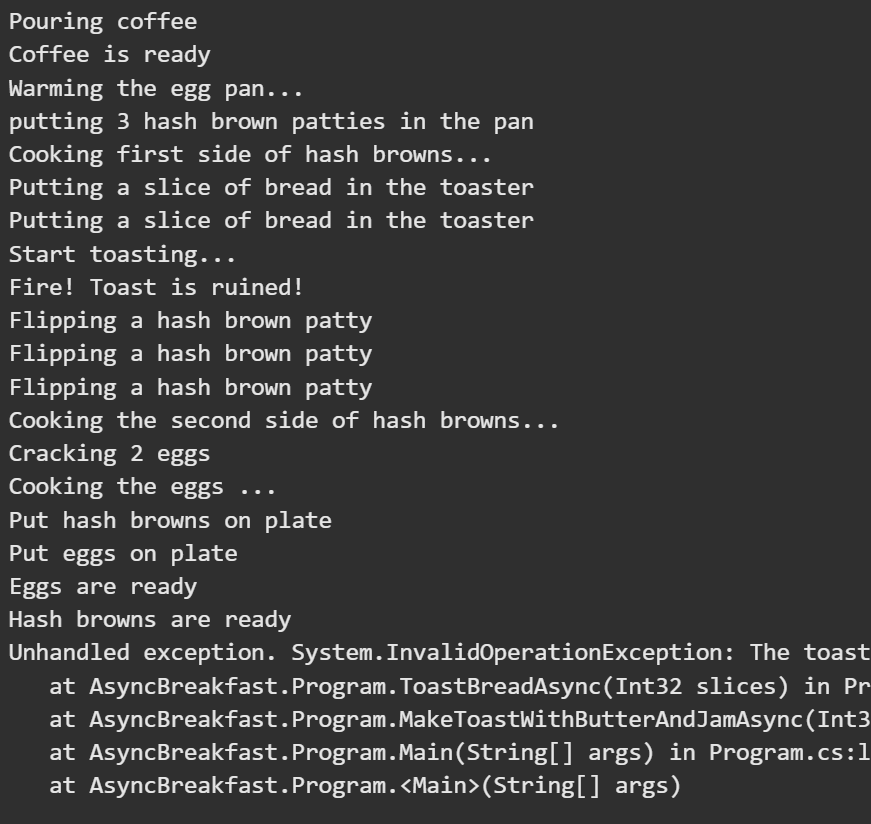 Pouring coffee
Coffee is ready
Warming the egg pan...
putting 3 hash brown patties in the pan
Cooking first side of hash browns...
Putting a slice of bread in the toaster
Putting a slice of bread in the toaster
Start toasting...
Fire! Toast is ruined!
Flipping a hash brown patty
Flipping a hash brown patty
Flipping a hash brown patty
Cooking the second side of hash browns...
Cracking 2 eggs
Cooking the eggs ...
Put hash browns on plate
Put eggs on plate
Eggs are ready
Hash browns are ready
Unhandled exception. System.InvalidOperationException: The toast
at AsyncBreakfast.Program.ToastBreadAsync(Int32 slices) in Pr
at AsyncBreakfast.Program.MakeToastWithButterAndJamAsync(Int3
at AsyncBreakfast.Program.Main(String[] args) in Program.cs:l
at AsyncBreakfast.Program.<Main>(String[] args)